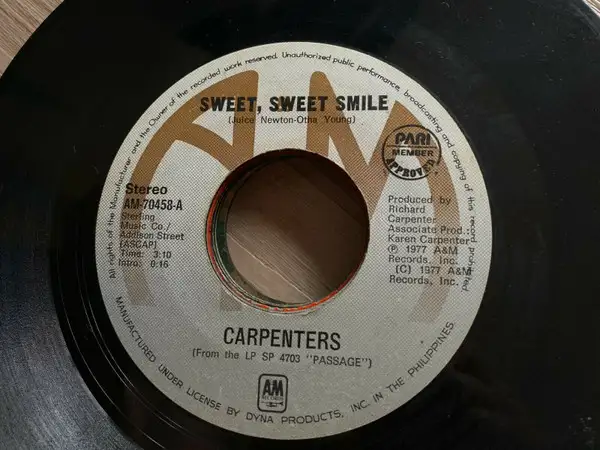 All rights of the Manufacturer and the Owner of the recorded work reserved. Unauthorized public performance, broadcasting and copying of this record prohibited
SWEET, SWEET SMILE
(Juice Newton-Otha Young)
PARI
MEMBER
APPROVED
Stereo
AM-70458-A
Sterling
Music Co./
Addison Street
[ASCAP]
Time: 3:10
Intro: 0:16
Produced by
Richard
Carpenter
Associate Prod.:
Karen Carpenter
Ⓟ 1977 A&M
Records, Inc.
(C) 1977 A&M
Records, Inc.
CARPENTERS
(From the LP SP 4703 "PASSAGE")
AM
RECORDS
MANUFACTURED UNDER LICENSE BY DYNA PRODUCTS, INC. IN THE PHILIPPINES